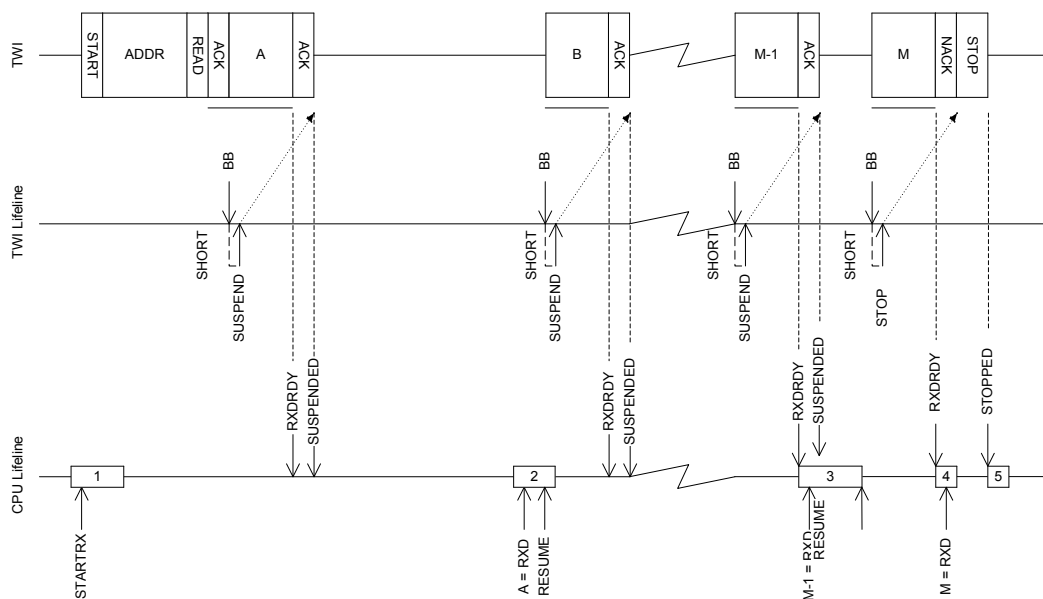 TWI
START
ADDR
READ
ACK
A
ACK
B
ACK
M-1
ACK
M
NACK
STOP
TWI Lifeline
BB
BB
BB
BB
SHORT
SUSPEND
SHORT
SUSPEND
SHORT
SUSPEND
SHORT
STOP
RXDRDY
SUSPENDED
RXDRDY
SUSPENDED
RXDRDY
SUSPENDED
RXDRDY
STOPPED
CPU Lifeline
1
2
3
4
5
STARTRX
A = RXD
RESUME
M-1 = RXD
RESUME
M = RXD